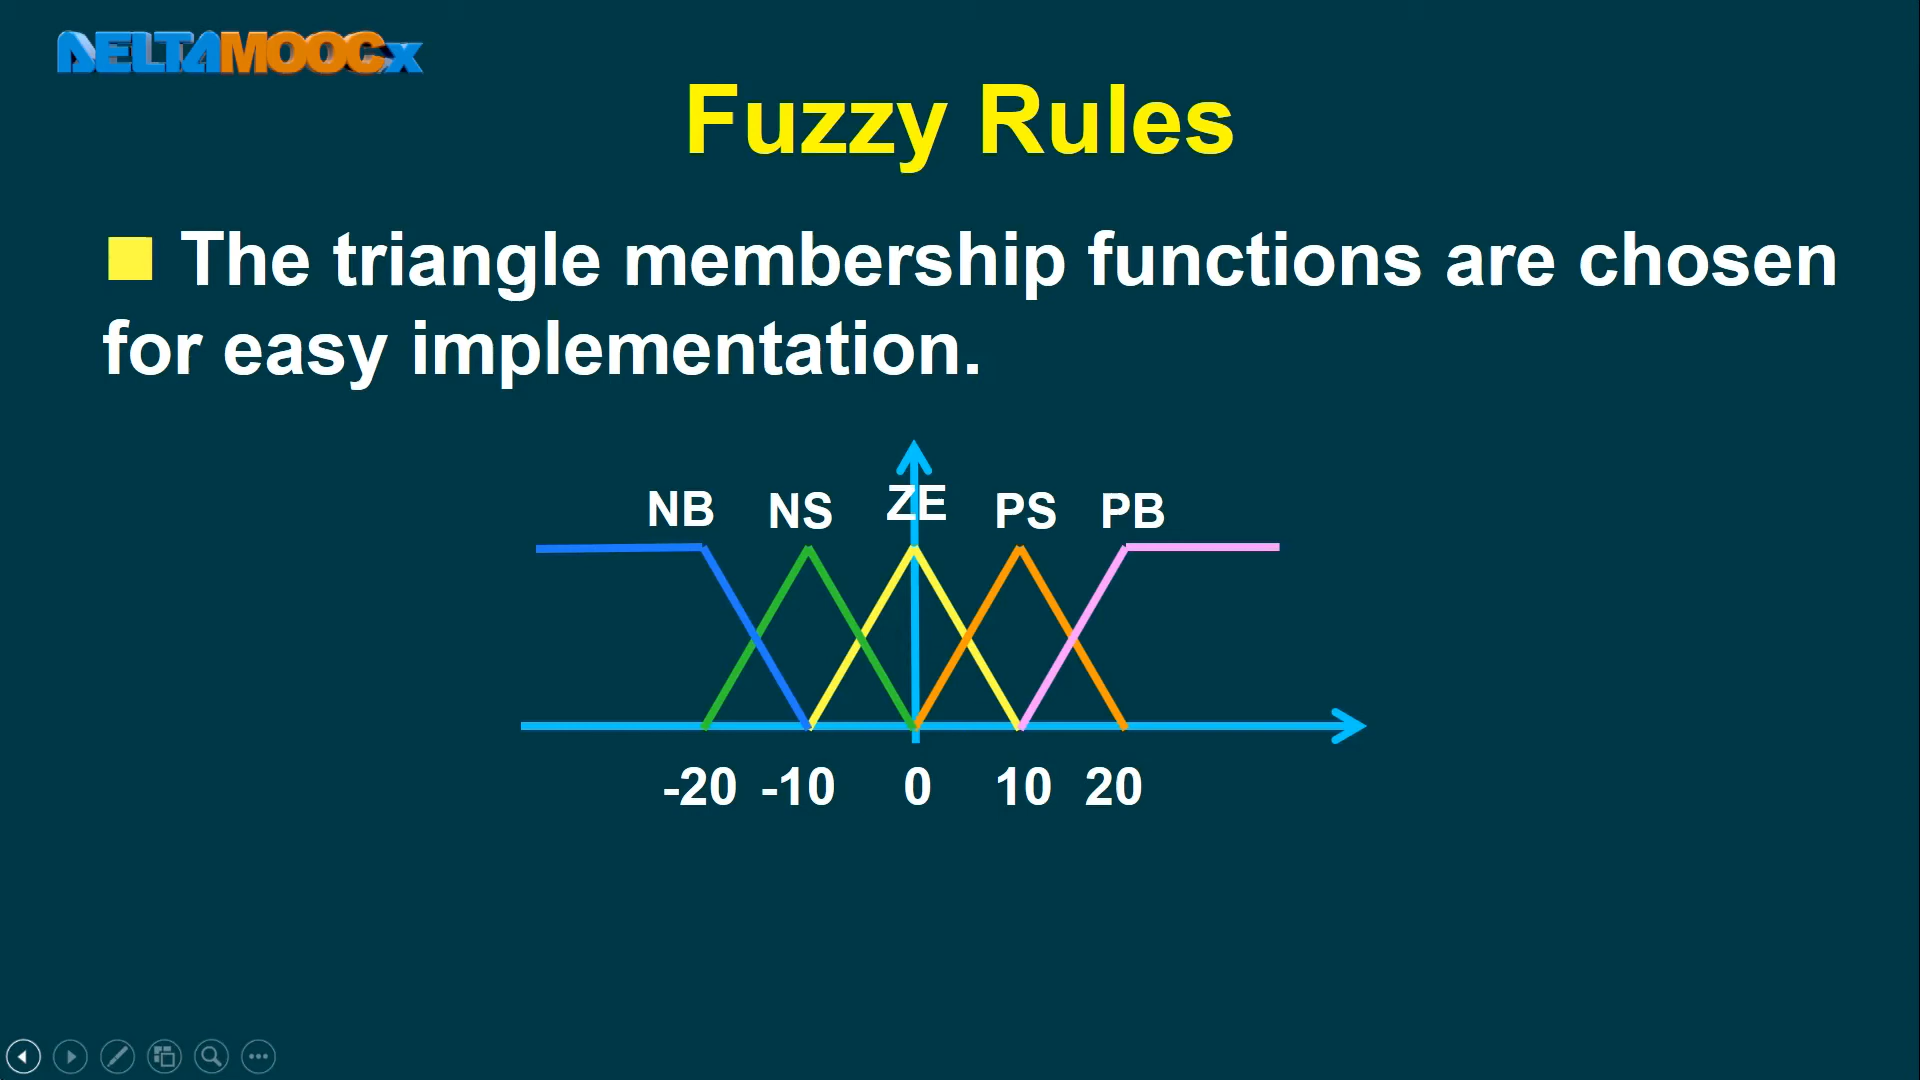 DELTAMOOCx
Fuzzy Rules
The triangle membership functions are chosen
for easy implementation.
NB NS ZE PS PB
-20 -10 0 10 20